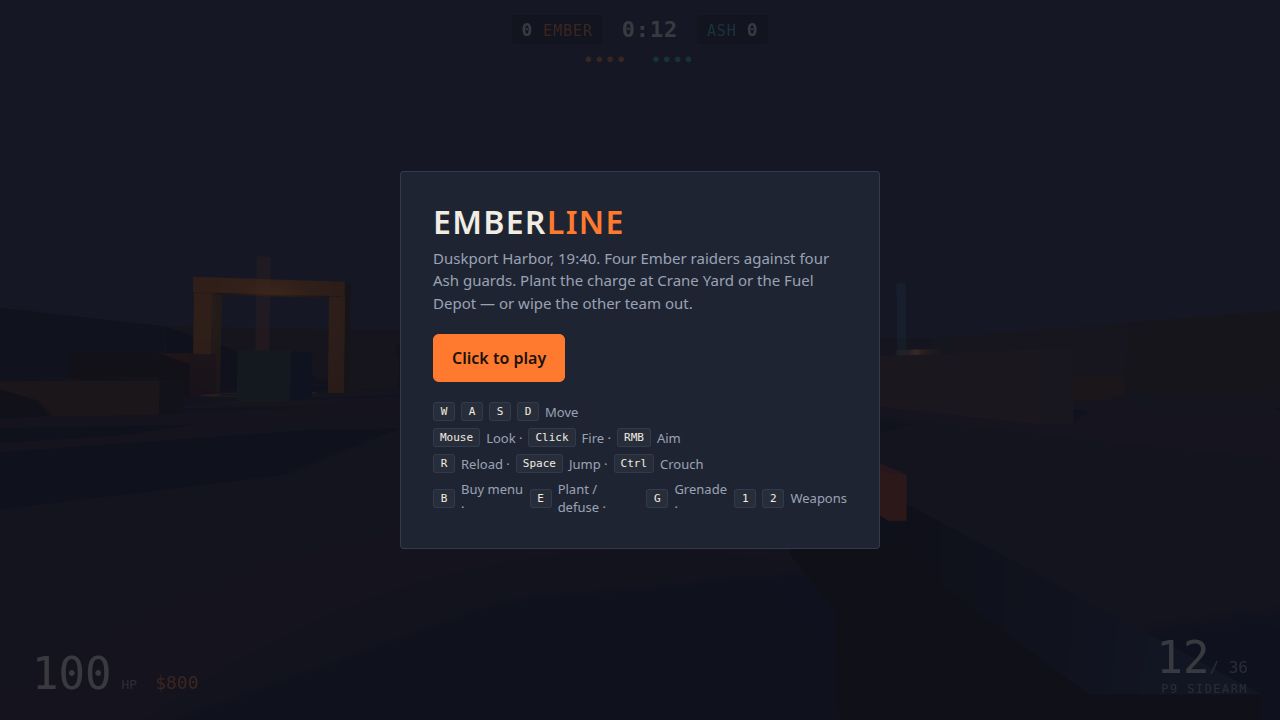 0 EMBER 0:12 ASH 0
EMBERLINE
Duskport Harbor, 19:40. Four Ember raiders against four
Ash guards. Plant the charge at Crane Yard or the Fuel
Depot — or wipe the other team out.
Click to play
W A S D Move
Mouse Look · Click Fire · RMB Aim
R Reload · Space Jump · Ctrl Crouch
B Buy menu · E Plant / defuse · G Grenade · 1 2 Weapons
100 HP $800
12 / 36
P9 SIDEARM